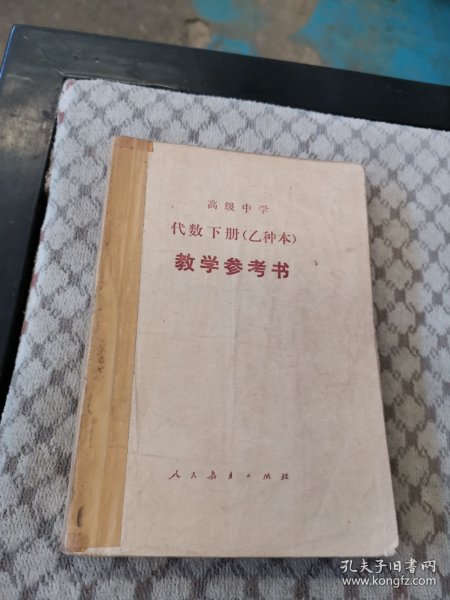 高级中学
代数下册(乙种本)
教学参考书
人民教育出版社
孔夫子旧书网
www.kongfz.com